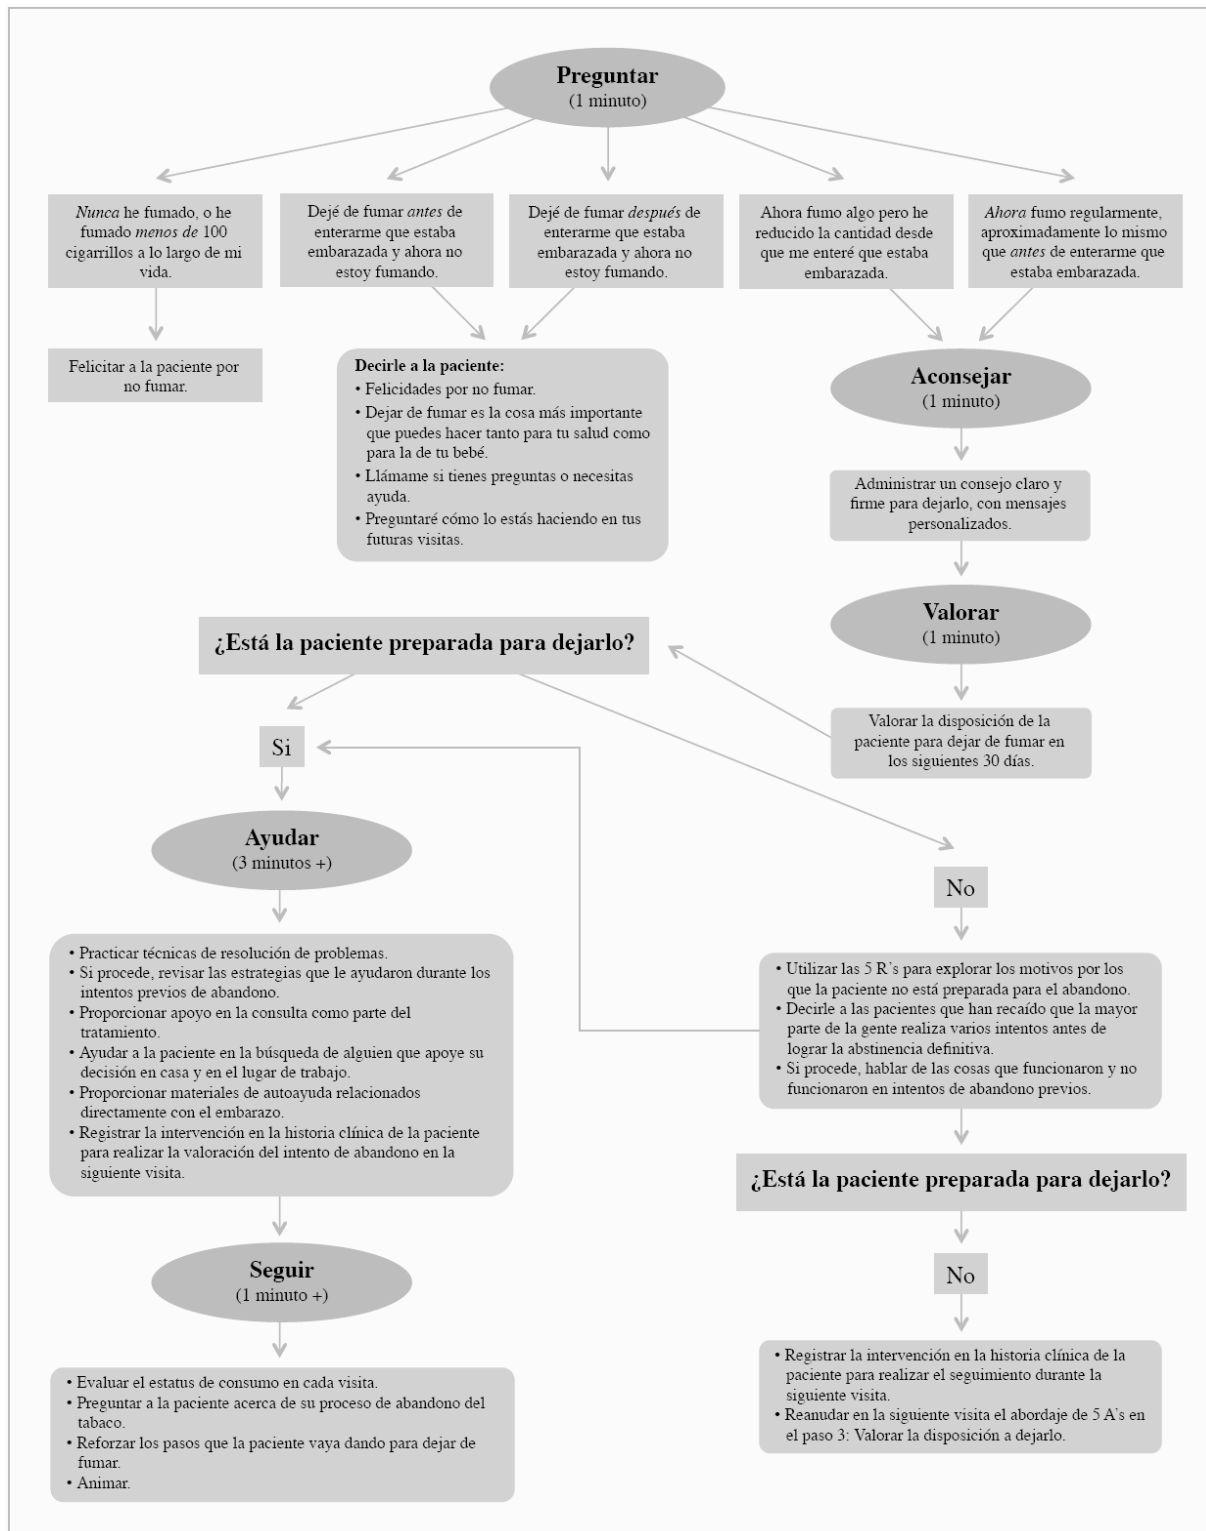 Preguntar
(1 minuto)
Nunca he fumado, o he
fumado menos de 100
cigarrillos a lo largo de mi
vida.
Dejé de fumar antes de
enterarme que estaba
embarazada y ahora no
estoy fumando.
Dejé de fumar después de
enterarme que estaba
embarazada y ahora no
estoy fumando.
Ahora fumo algo pero he
reducido la cantidad desde
que me enteré que estaba
embarazada.
Ahora fumo regularmente,
aproximadamente lo mismo
que antes de enterarme que
estaba embarazada.
Felicitar a la paciente por
no fumar.
Decirle a la paciente:
• Felicidades por no fumar.
• Dejar de fumar es la cosa más importante
que puedes hacer tanto para tu salud como
para la de tu bebé.
• Llámame si tienes preguntas o necesitas
ayuda.
• Preguntaré cómo lo estás haciendo en tus
futuras visitas.
Aconsejar
(1 minuto)
Administrar un consejo claro y
firme para dejarlo, con mensajes
personalizados.
Valorar
(1 minuto)
Valorar la disposición de la
paciente para dejar de fumar en
los siguientes 30 días.
¿Está la paciente preparada para dejarlo?
Si
Ayudar
(3 minutos +)
• Practicar técnicas de resolución de problemas.
• Si procede, revisar las estrategias que le ayudaron durante los
intentos previos de abandono.
• Proporcionar apoyo en la consulta como parte del
tratamiento.
• Ayudar a la paciente en la búsqueda de alguien que apoye su
decisión en casa y en el lugar de trabajo.
• Proporcionar materiales de autoayuda relacionados
directamente con el embarazo.
• Registrar la intervención en la historia clínica de la paciente
para realizar la valoración del intento de abandono en la
siguiente visita.
Seguir
(1 minuto +)
• Evaluar el estatus de consumo en cada visita.
• Preguntar a la paciente acerca de su proceso de abandono del
tabaco.
• Reforzar los pasos que la paciente vaya dando para dejar de
fumar.
• Animar.
No
• Utilizar las 5 R's para explorar los motivos por los
que la paciente no está preparada para el abandono.
• Decirle a las pacientes que han recaído que la mayor
parte de la gente realiza varios intentos antes de
lograr la abstinencia definitiva.
• Si procede, hablar de las cosas que funcionaron y no
funcionaron en intentos de abandono previos.
¿Está la paciente preparada para dejarlo?
No
• Registrar la intervención en la historia clínica de la
paciente para realizar el seguimiento durante la
siguiente visita.
• Reanudar en la siguiente visita el abordaje de 5 A's en
el paso 3: Valorar la disposición a dejarlo.